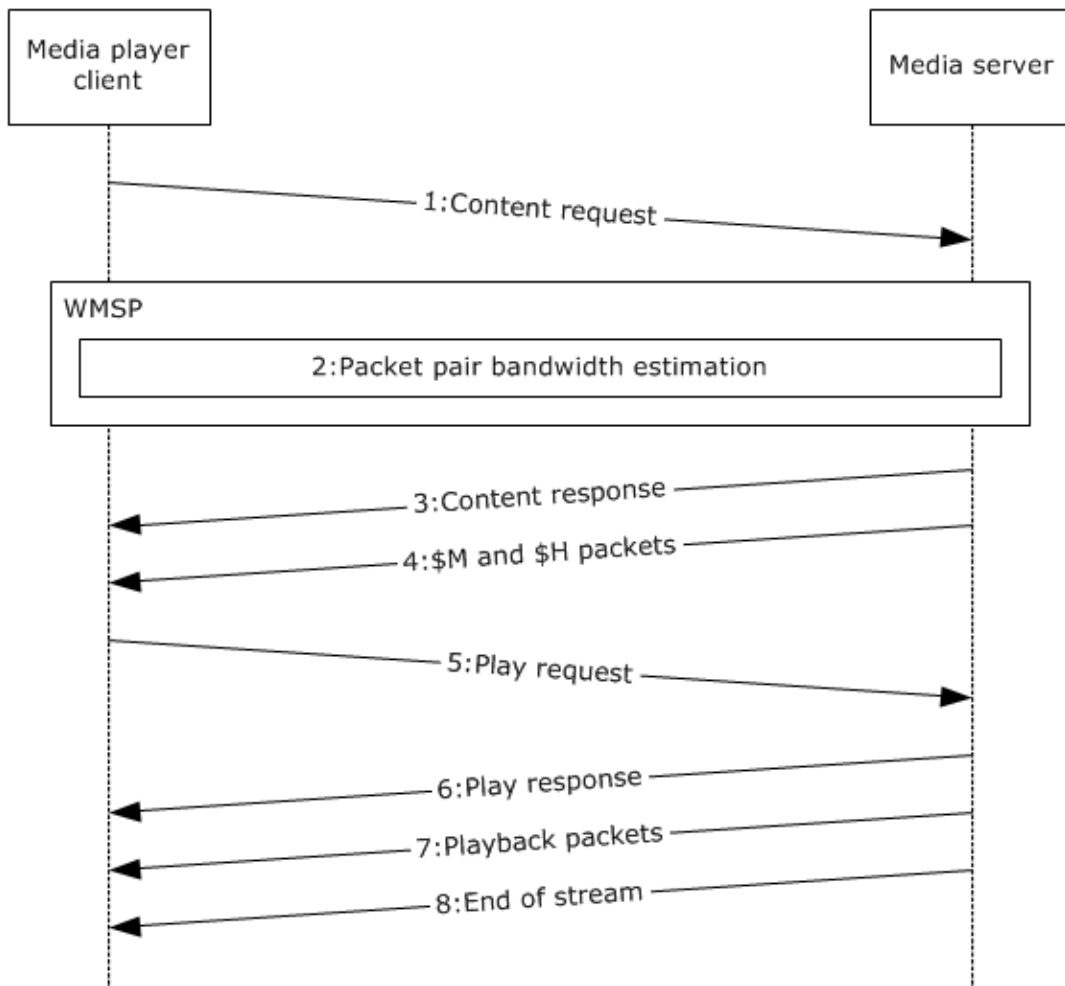 Media player
client
Media server
1:Content request
WMSP
2:Packet pair bandwidth estimation
3:Content response
4:$M and $H packets
5:Play request
6:Play response
7:Playback packets
8:End of stream